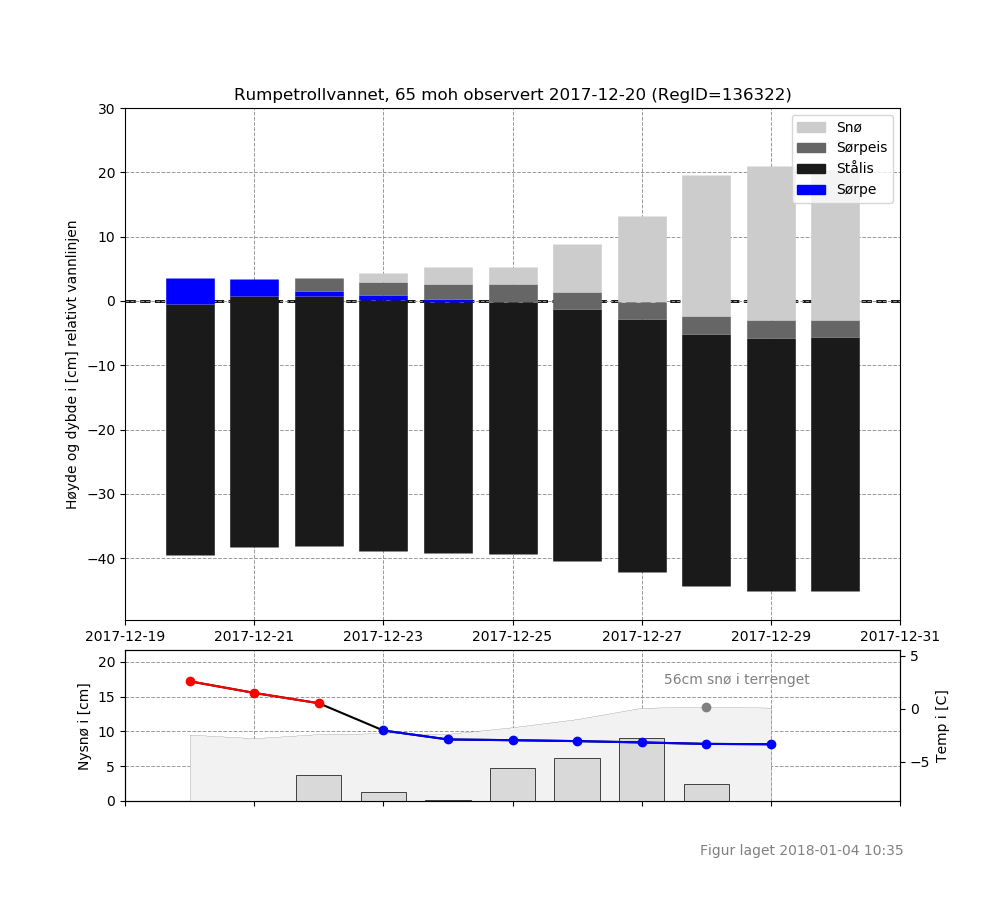 Rumpetrollvannet, 65 moh observert 2017-12-20 (RegID=136322)
Snø
Sørpeis
Stålis
Sørpe
Høyde og dybde i [cm] relativt vannlinjen
30
20
10
0
−10
−20
−30
−40
2017-12-19
2017-12-21
2017-12-23
2017-12-25
2017-12-27
2017-12-29
2017-12-31
Nysnø i [cm]
20
15
10
5
0
56cm snø i terrenget
5
0
−5
Temp i [C]
Figur laget 2018-01-04 10:35